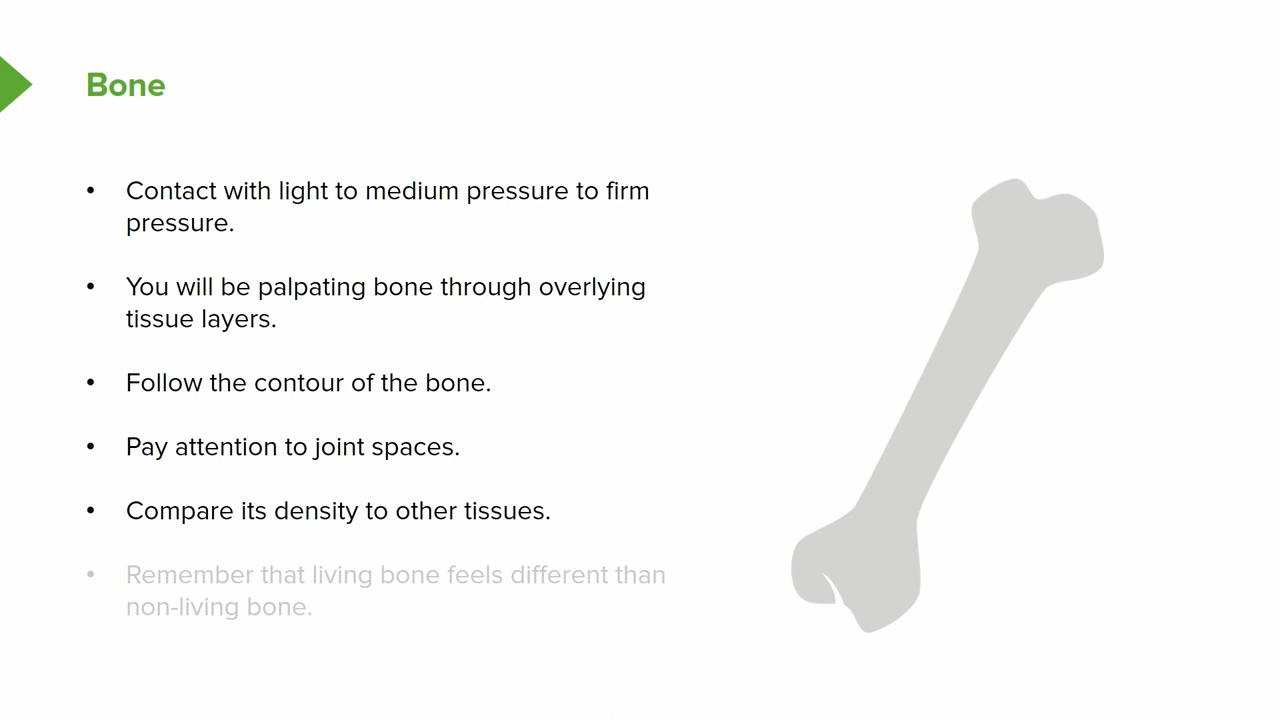 Bone
• Contact with light to medium pressure to firm
pressure.
• You will be palpating bone through overlying
tissue layers.
• Follow the contour of the bone.
• Pay attention to joint spaces.
• Compare its density to other tissues.
• Remember that living bone feels different than
non-living bone.